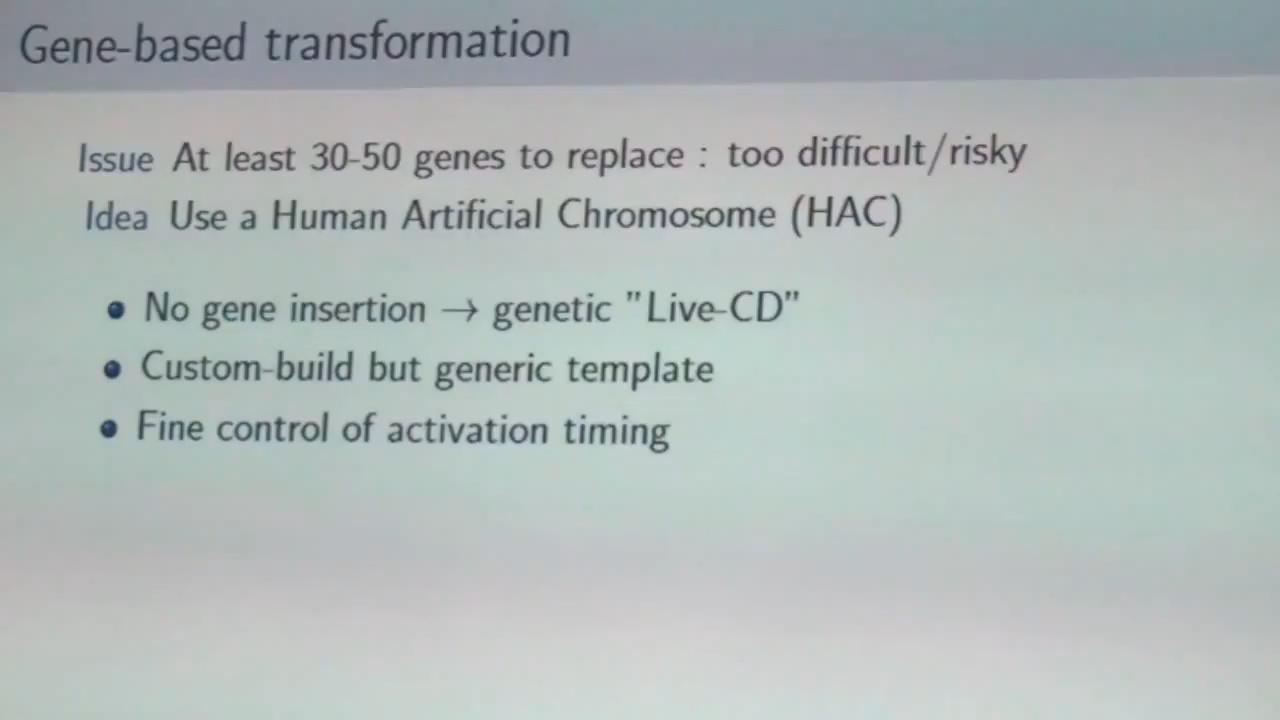 Gene-based transformation
Issue At least 30-50 genes to replace : too difficult/risky
Idea Use a Human Artificial Chromosome (HAC)
• No gene insertion → genetic "Live-CD"
• Custom-build but generic template
• Fine control of activation timing